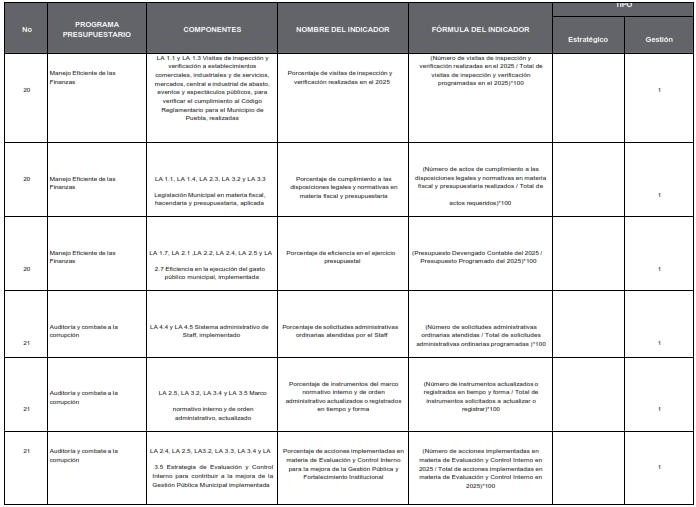 TIPO
No
PROGRAMA
PRESUPUESTARIO
COMPONENTES
NOMBRE DEL INDICADOR
FÓRMULA DEL INDICADOR
Estratégico
Gestión
20
Manejo Eficiente de las
Finanzas
LA 1.1 y LA 1.3 Visitas de inspección y
verificación a establecimientos
comerciales, industriales y de servicios,
mercados, central e industrial de abasto,
eventos y espectáculos públicos, para
verificar el cumplimiento al Código
Reglamentario para el Municipio de
Puebla, realizadas
Porcentaje de visitas de inspección y
verificación realizadas en el 2025
(Número de visitas de inspección y
verificación realizadas en el 2025 / Total de
visitas de inspección y verificación
programadas en el 2025)*100
1
20
Manejo Eficiente de las
Finanzas
LA 1.1, LA 1.4, LA 2.3, LA 3.2 y LA 3.3
Legislación Municipal en materia fiscal,
hacendaria y presupuestaria, aplicada
Porcentaje de cumplimiento a las
disposiciones legales y normativas en
materia fiscal y presupuestaria
(Número de actos de cumplimiento a las
disposiciones legales y normativas en materia
fiscal y presupuestaria realizados / Total de
actos requeridos)*100
1
20
Manejo Eficiente de las
Finanzas
LA 1.7, LA 2.1 ,LA 2.2, LA 2.4, LA 2.5 y LA
2.7 Eficiencia en la ejecución del gasto
público municipal, implementada
Porcentaje de eficiencia en el ejercicio
presupuestal
(Presupuesto Devengado Contable del 2025 /
Presupuesto Programado del 2025)*100
1
21
Auditoría y combate a la
corrupción
LA 4.4 y LA 4.5 Sistema administrativo de
Staff, implementado
Porcentaje de solicitudes administrativas
ordinarias atendidas por el Staff
(Número de solicitudes administrativas
ordinarias atendidas / Total de solicitudes
administrativas ordinarias programadas )*100
1
21
Auditoría y combate a la
corrupción
LA 2.5, LA 3.2, LA 3.4 y LA 3.5 Marco
normativo interno y de orden
administrativo, actualizado
Porcentaje de instrumentos del marco
normativo interno y de orden
administrativo actualizados o registrados
en tiempo y forma
(Número de instrumentos actualizados o
registrados en tiempo y forma / Total de
instrumentos solicitados a actualizar o
registrar)*100
1
21
Auditoría y combate a la
corrupción
LA 2.4, LA 2.5, LA3.2, LA 3.3, LA 3.4 y LA
3.5 Estrategia de Evaluación y Control
Interno para contribuir a la mejora de la
Gestión Pública Municipal implementada
Porcentaje de acciones implementadas en
materia de Evaluación y Control Interno
para la mejora de la Gestión Pública y
Fortalecimiento Institucional
(Número de acciones implementadas en
materia de Evaluación y Control Interno en
2025 / Total de acciones implementadas en
materia de Evaluación y Control Interno en
2025)*100
1